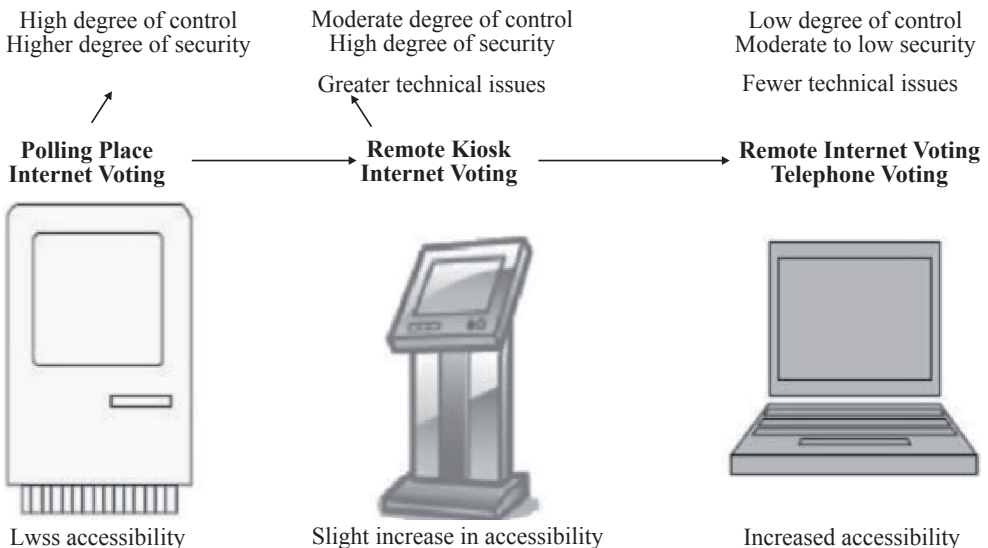 High degree of control
Higher degree of security
Moderate degree of control
High degree of security
Greater technical issues
Low degree of control
Moderate to low security
Fewer technical issues
Polling Place
Internet Voting
Remote Kiosk
Internet Voting
Remote Internet Voting
Telephone Voting
Lwss accessibility
Slight increase in accessibility
Increased accessibility